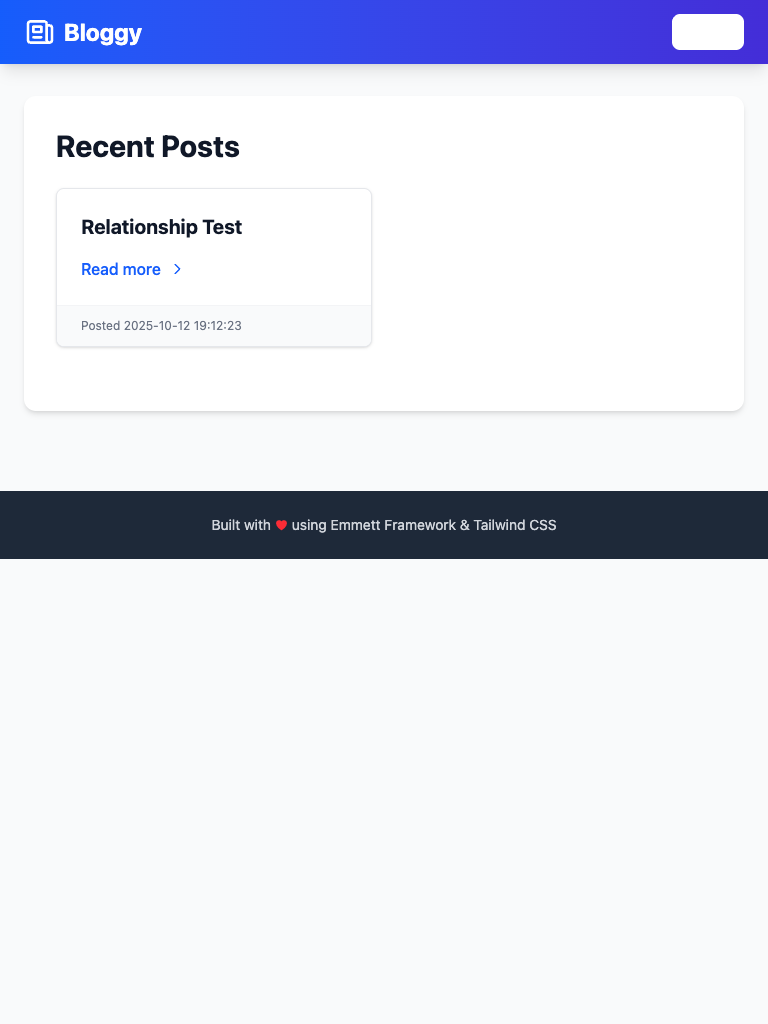 Bloggy
Recent Posts
Relationship Test
Read more
Posted 2025-10-12 19:12:23
Built with ❤ using Emmett Framework & Tailwind CSS